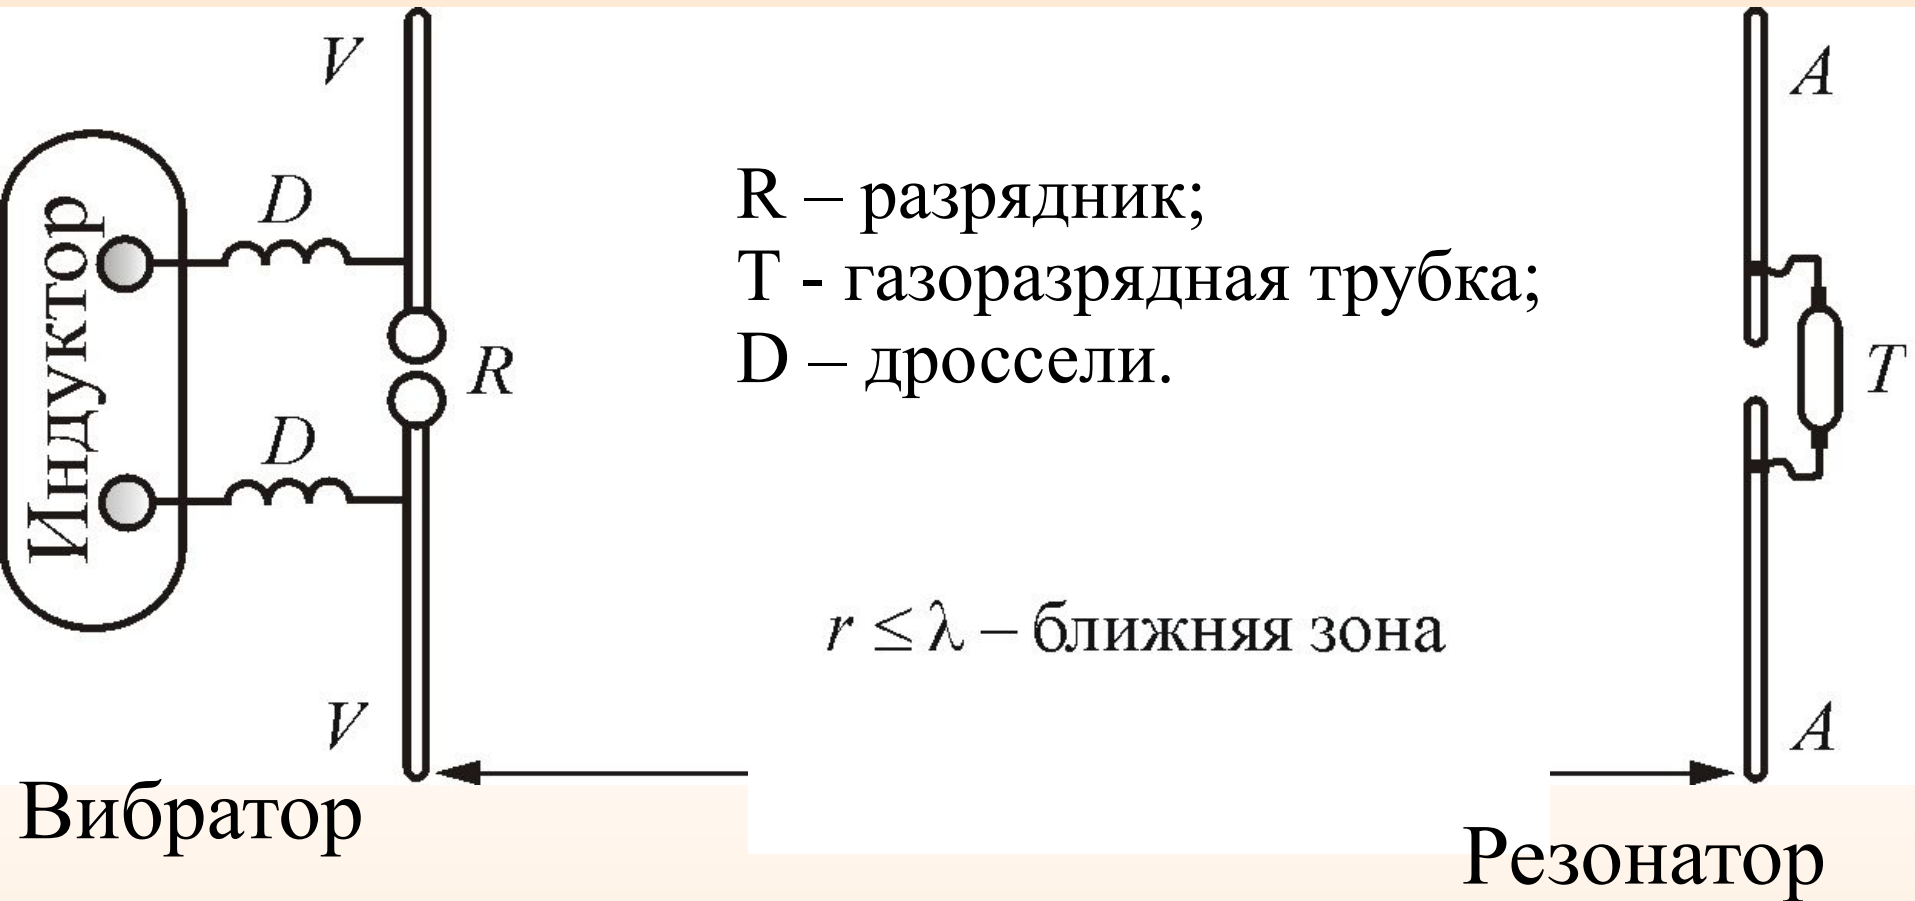 V
A
D
Индуктор
R – разрядник;
T - газоразрядная трубка;
D – дроссели.
R
T
D
r ≤ λ – ближняя зона
V
A
Вибратор
Резонатор